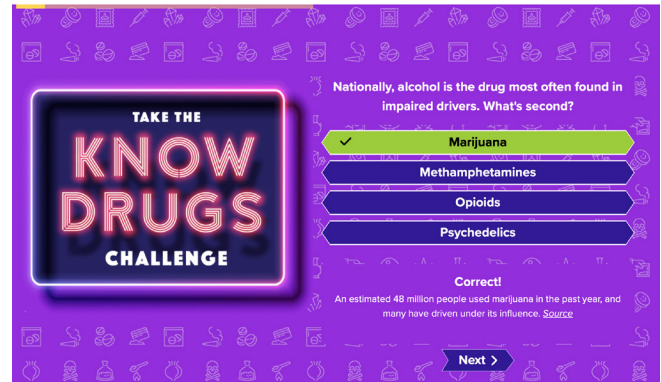 TAKE THE
KNOW
DRUGS
CHALLENGE
Nationally, alcohol is the drug most often found in
impaired drivers. What's second?
Marijuana
Methamphetamines
Opioids
Psychedelics
Correct!
An estimated 48 million people used marijuana in the past year, and
many have driven under its influence. Source
Next >